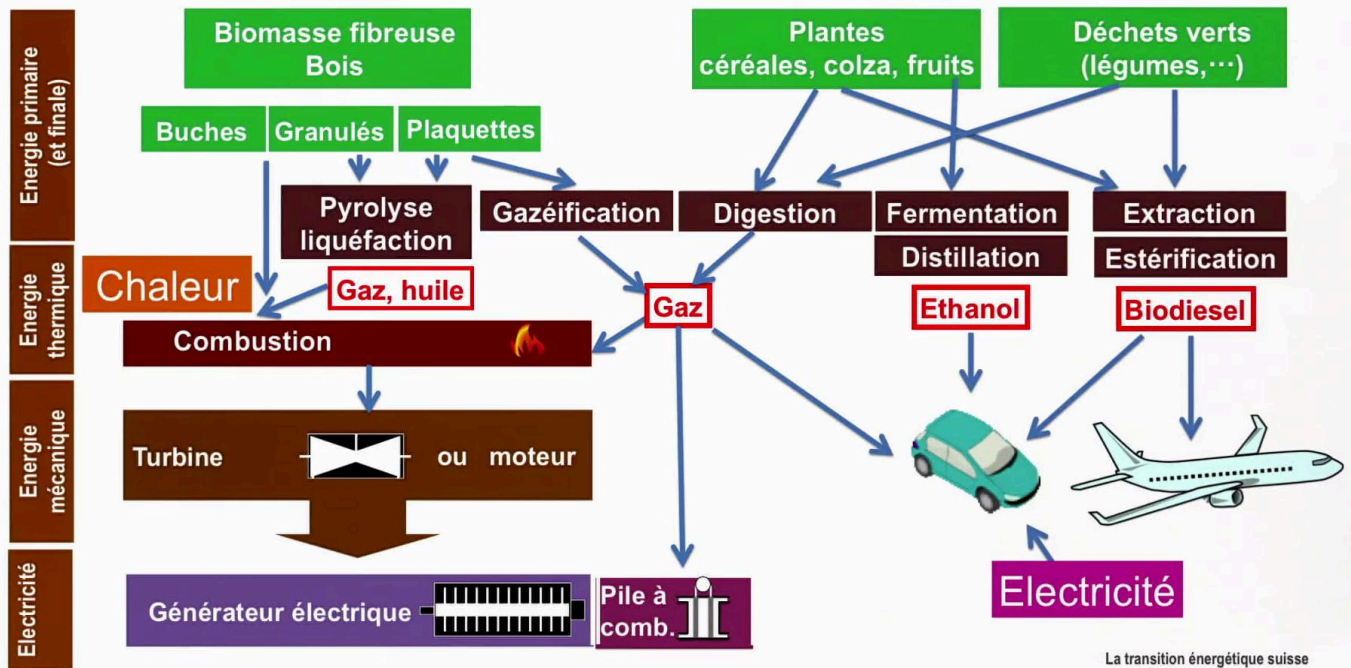 Energie primaire
(et finale)
Biomasse fibreuse
Bois
Plantes
céréales, colza, fruits
Déchets verts
(légumes,···)
Buches
Granulés
Plaquettes
Pyrolyse
liquéfaction
Gazéification
Digestion
Fermentation
Distillation
Extraction
Estérification
Energie
thermique
Chaleur
Gaz, huile
Gaz
Ethanol
Biodiesel
Combustion
Energie
mécanique
Turbine
ou moteur
Electricité
Générateur électrique
Pile à
comb.
Electricité
La transition énergétique suisse